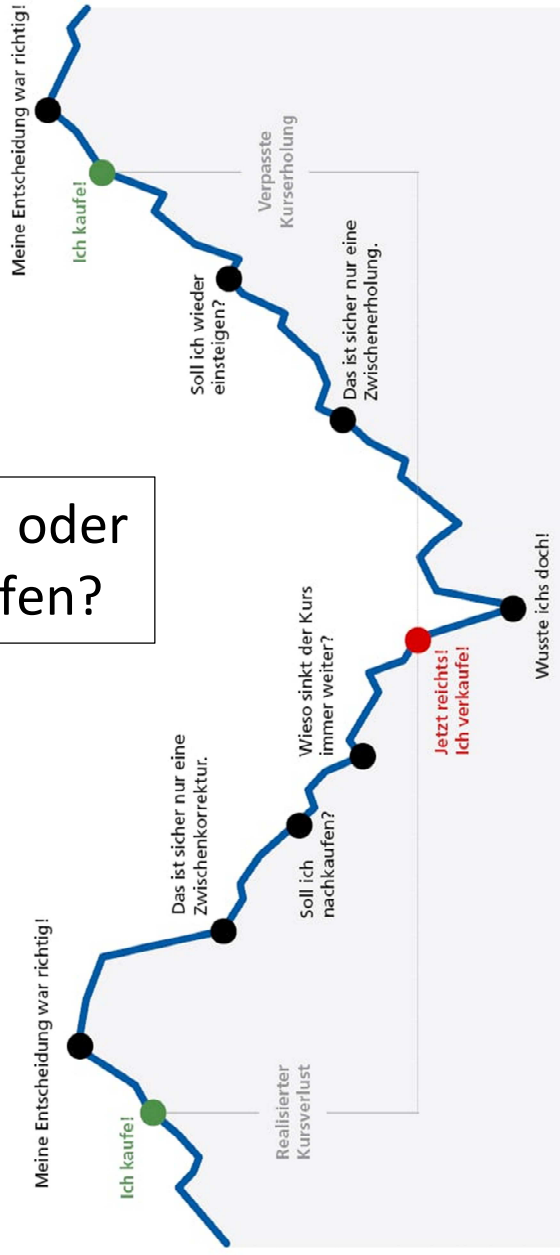 oder
fen?
Ich kaufe!
Meine Entscheidung war richtig!
Realisierter
Kursverlust
Das ist sicher nur eine
Zwischenkorrektur.
Soll ich
nachkaufen?
Wieso sinkt der Kurs
immer weiter?
Jetzt reichts!
Ich verkaufe!
Wusste ichs doch!
Das ist sicher nur eine
Zwischenerholung.
Soll ich wieder
einsteigen?
Verpasste
Kurserholung
Ich kaufe!
Meine Entscheidung war richtig!